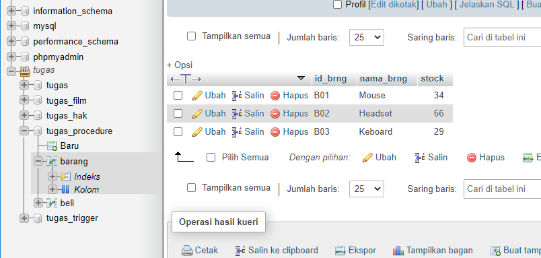 information_schema
mysql
performance_schema
phpmyadmin
tugas
tugas
tugas_film
tugas_hak
tugas_procedure
Baru
barang
Indeks
Kolom
beli
tugas_trigger
Profil [Edit dikotak] [ Ubah ] [ Jelaskan SQL ] [
Tampilkan semua Jumlah baris: 25 Saring baris: Cari di tabel ini
+ Opsi
id_brng nama_brng stock
Ubah Salin Hapus B01 Mouse 34
Ubah Salin Hapus B02 Headset 66
Ubah Salin Hapus B03 Keboard 29
Pilih Semua Dengan pilihan: Ubah Salin Hapus E
Tampilkan semua Jumlah baris: 25 Saring baris: Cari di tabel ini
Operasi hasil kueri
Cetak Salin ke clipboard Ekspor Tampilkan bagan Buat